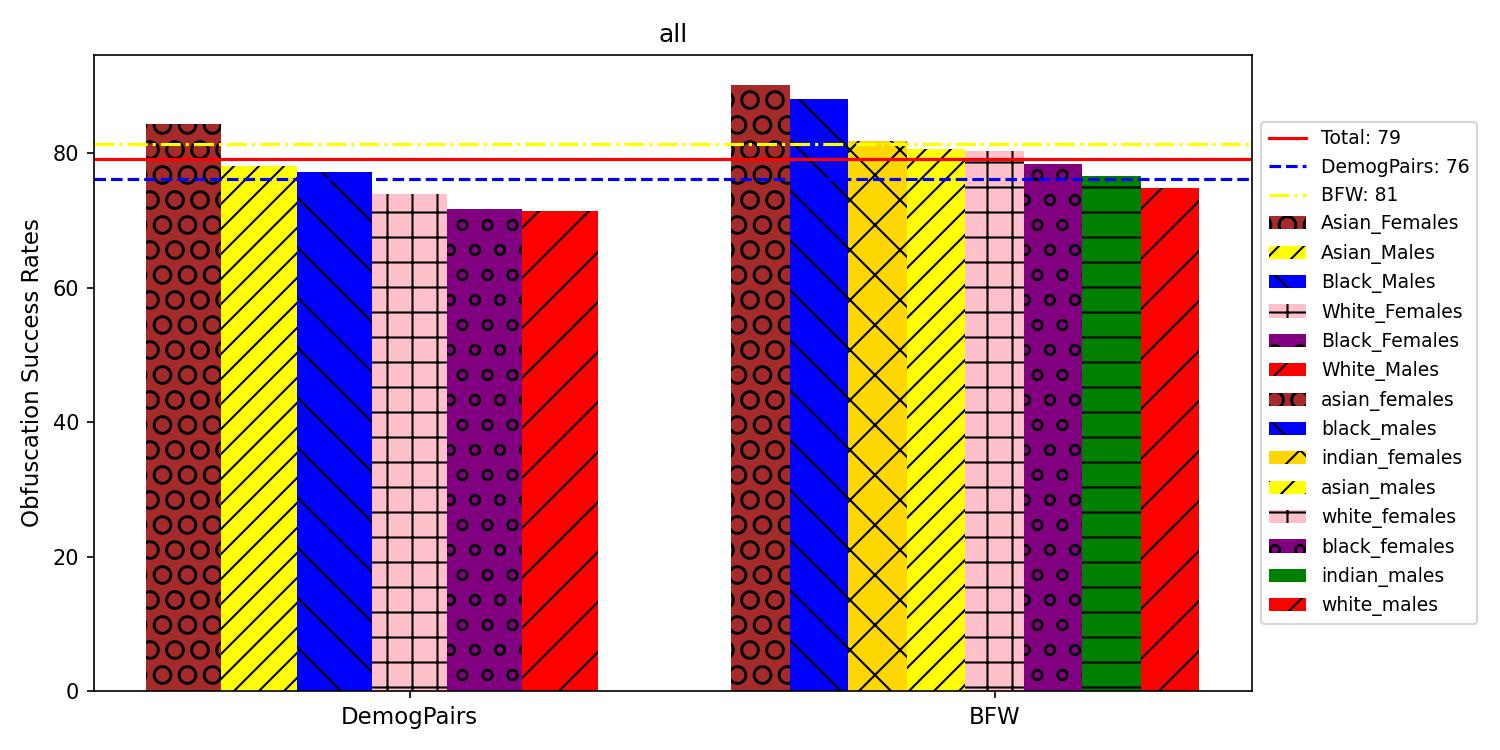 all
Obfuscation Success Rates
80
60
40
20
0
DemogPairs
BFW
Total: 79
DemogPairs: 76
BFW: 81
Asian_Females
Asian_Males
Black_Males
White_Females
Black_Females
White_Males
asian_females
black_males
indian_females
asian_males
white_females
black_females
indian_males
white_males